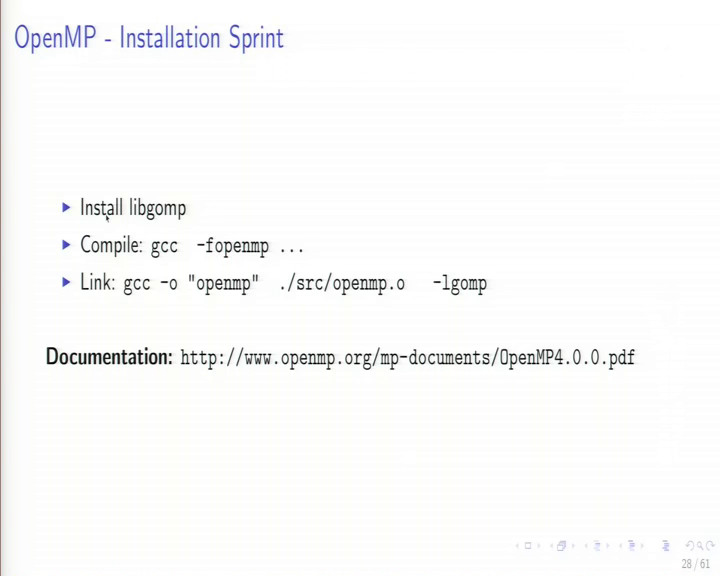 OpenMP - Installation Sprint
Install libgomp
Compile: gcc -fopenmp ...
Link: gcc -o "openmp" ./src/openmp.o -lgomp
Documentation: http://www.openmp.org/mp-documents/OpenMP4.0.0.pdf
28 / 61